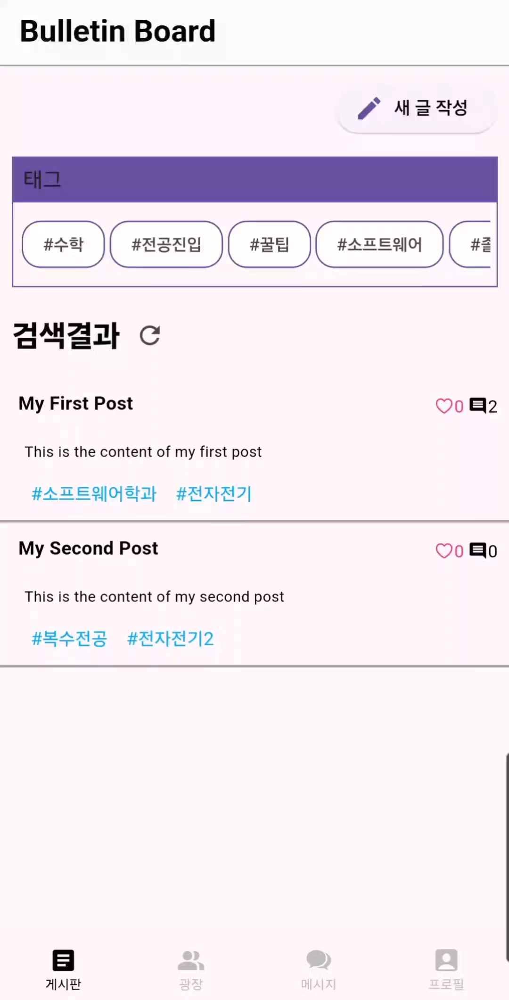 Bulletin Board
새 글 작성
태그
#수학 #전공진입 #꿀팁 #소프트웨어 #졸
검색결과
My First Post 0 2
This is the content of my first post
#소프트웨어학과 #전자전기
My Second Post 0 0
This is the content of my second post
#복수전공 #전자전기2
게시판 광장 메시지 프로필